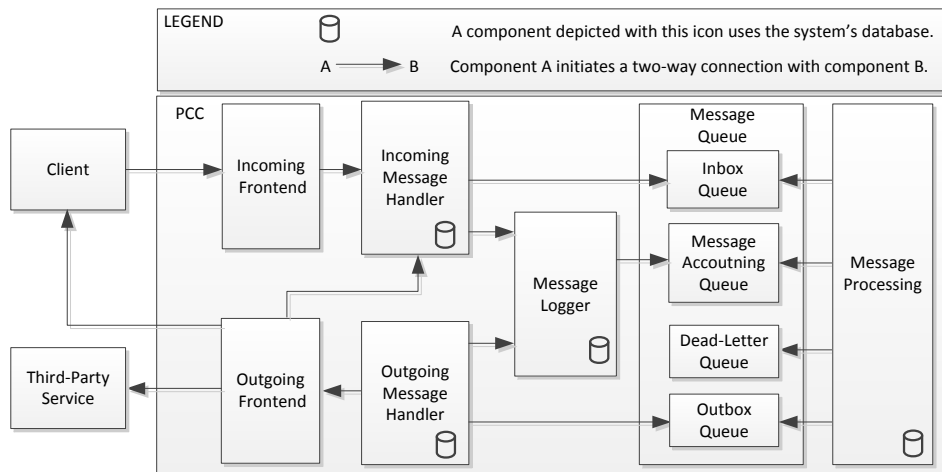 LEGEND
A component depicted with this icon uses the system's database.
A
B
Component A initiates a two-way connection with component B.
PCC
Client
Incoming
Frontend
Incoming
Message
Handler
Message
Queue
Inbox
Queue
Message
Accoutning
Queue
Message
Processing
Message
Logger
Dead-Letter
Queue
Third-Party
Service
Outgoing
Frontend
Outgoing
Message
Handler
Outbox
Queue